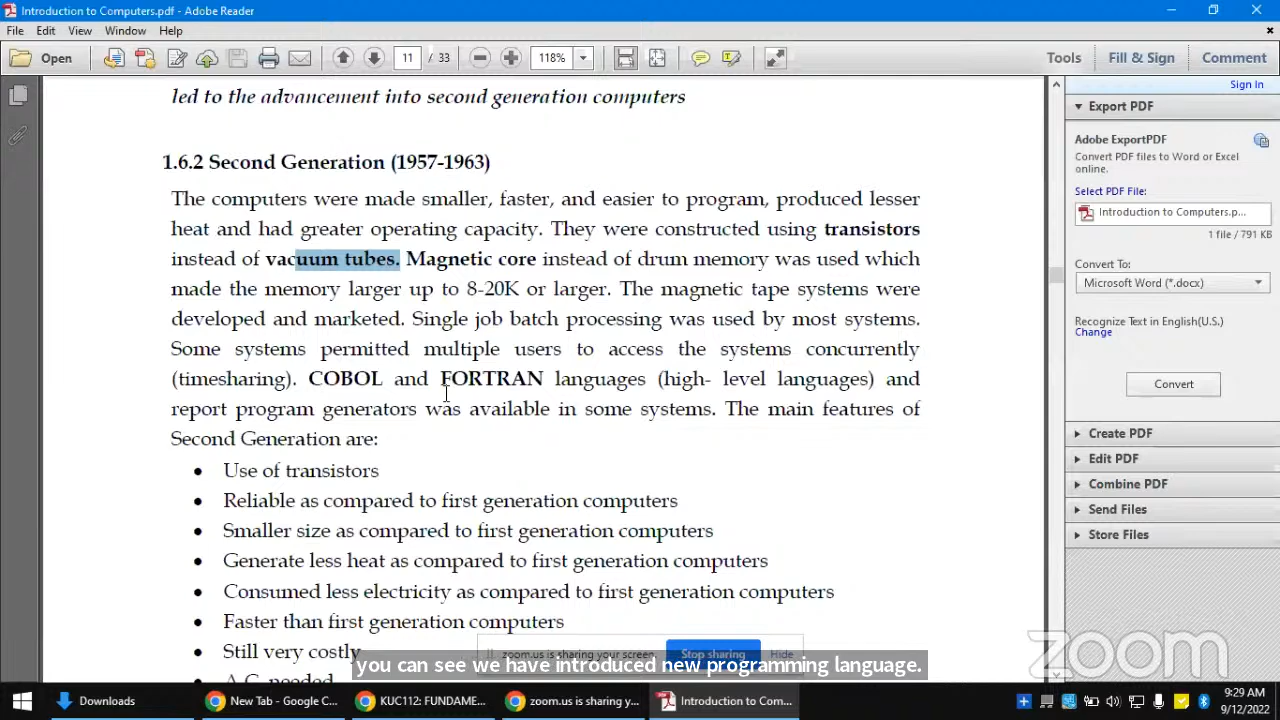 Introduction to Computers.pdf - Adobe Reader
File Edit View Window Help
Open 11 / 33 118% Tools Fill & Sign Comment
Sign In
led to the advancement into second generation computers
1.6.2 Second Generation (1957-1963)
The computers were made smaller, faster, and easier to program, produced lesser
heat and had greater operating capacity. They were constructed using transistors
instead of vacuum tubes. Magnetic core instead of drum memory was used which
made the memory larger up to 8-20K or larger. The magnetic tape systems were
developed and marketed. Single job batch processing was used by most systems.
Some systems permitted multiple users to access the systems concurrently
(timesharing). COBOL and FORTRAN languages (high- level languages) and
report program generators was available in some systems. The main features of
Second Generation are:
• Use of transistors
• Reliable as compared to first generation computers
• Smaller size as compared to first generation computers
• Generate less heat as compared to first generation computers
• Consumed less electricity as compared to first generation computers
• Faster than first generation computers
• Still very costly
• A.C. needed
Export PDF
Adobe ExportPDF
Convert PDF files to Word or Excel
online.
Select PDF File:
Introduction to Computers.p...
1 file / 791 KB
Convert To:
Microsoft Word (*.docx)
Recognize Text in English(U.S.)
Change
Convert
Create PDF
Edit PDF
Combine PDF
Send Files
Store Files
zoom.us is sharing your screen. Stop sharing Hide
you can see we have introduced new programming language.
zoom
Downloads New Tab - Google C... KUC112: FUNDAME... zoom.us is sharing y... Introduction to Com...
9:29 AM
9/12/2022